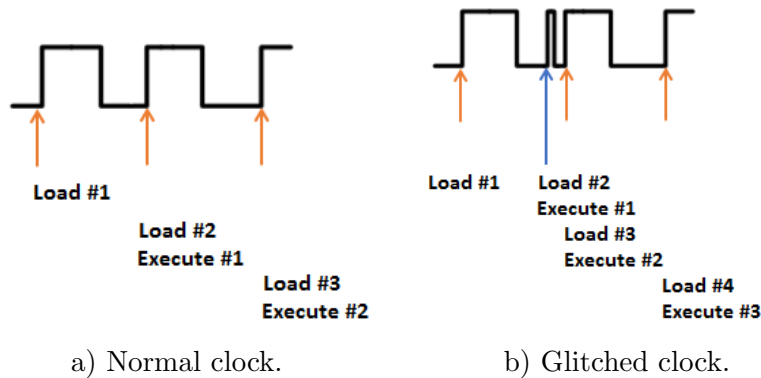 Load #1
Load #2
Execute #1
Load #3
Execute #2
a) Normal clock.
Load #1
Load #2
Execute #1
Load #3
Execute #2
Load #4
Execute #3
b) Glitched clock.